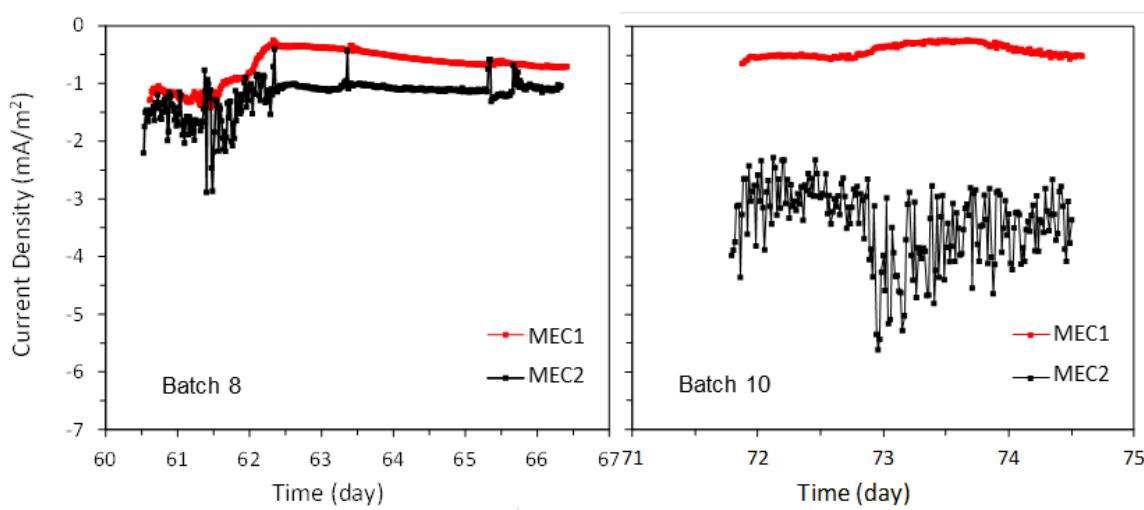 Current Density (mA/m²)
0
-1
-2
-3
-4
-5
-6
-7
MEC1
MEC2
Batch 8
60 61 62 63 64 65 66 67
Time (day)
MEC1
MEC2
Batch 10
71 72 73 74 75
Time (day)